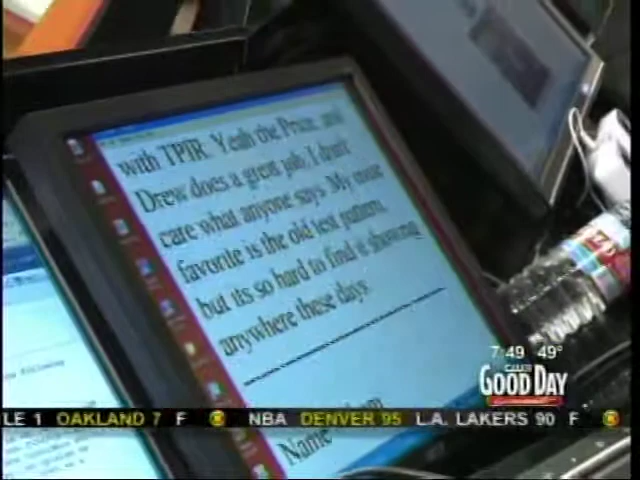 with TPIR. Yeah the Price, and
Drew does a great job, I don't
care what anyone says. My most
favorite is the old test pattern,
but its so hard to find it showing
anywhere these days.
Name
7:49 49°
GOOD DAY
LE 1 OAKLAND 7 F NBA DENVER 95 L.A. LAKERS 90 F